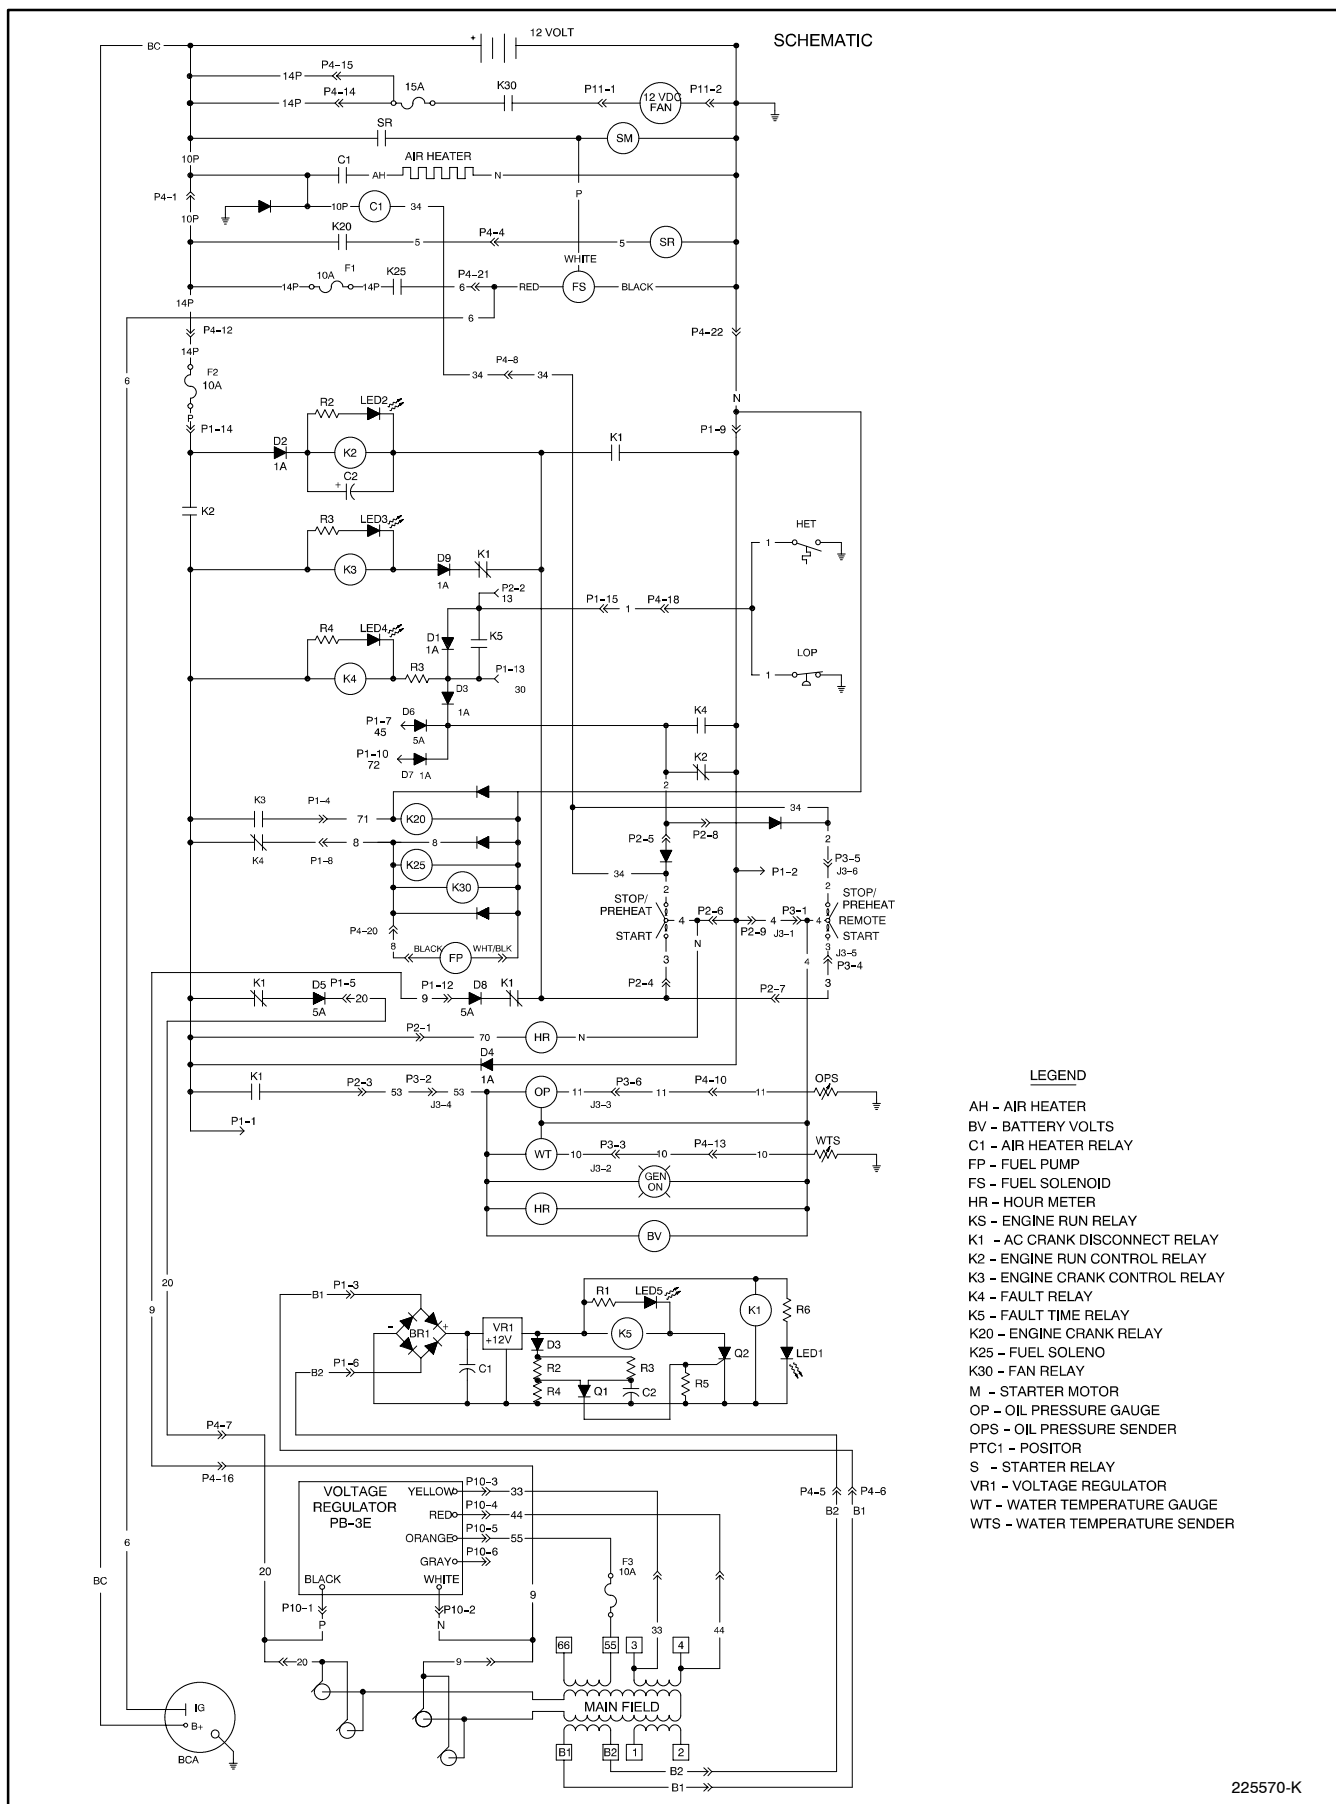 SCHEMATIC
BC
+ 12 VOLT
14P P4-15
14P P4-14 15A K30 P11-1 12 VDC FAN P11-2
SR SM
10P C1 AH AIR HEATER N
P4-1 P
10P 10P C1 34
K20 5 P4-4 5 SR
WHITE
14P 10A F1 14P K25 6 P4-21 RED FS BLACK
14P 6
P4-12 P4-22
14P
6 F2 10A 34 P4-8 34
P N
P1-14 R2 LED2 P1-9
D2 1A K2 K1
+ C2
K2
R3 LED3 HET
K3 D9 1A K1 1
P2-2 13
P1-15 1 P4-18
R4 LED4 D1 1A K5 LOP
K4 R3 P1-13 30 1
D3 1A
P1-7 45 D6 5A K4
P1-10 72 D7 1A K2
2
K3 P1-4 71 K20 34
P2-5 P2-8 2
K4 P1-8 8 8 P3-5 J3-6
K25 34 P1-2
K30 2 2
STOP/ PREHEAT STOP/ PREHEAT
P4-20 4 P2-6 P2-9 4 P3-1 J3-1 4 REMOTE
START START
8 BLACK FP WHT/BLK N 3 4 3 J3-5 P3-4
K1 D5 5A P1-5 20 9 P1-12 D8 5A K1 P2-4 P2-7 3
P2-1 70 HR N
D4 1A
K1 P2-3 53 P3-2 J3-4 53 OP 11 P3-6 J3-3 11 P4-10 11 OPS
P1-1
WT 10 P3-3 J3-2 10 P4-13 10 WTS
GEN ON
HR
BV
LEGEND
AH - AIR HEATER
BV - BATTERY VOLTS
C1 - AIR HEATER RELAY
FP - FUEL PUMP
FS - FUEL SOLENOID
HR - HOUR METER
KS - ENGINE RUN RELAY
K1 - AC CRANK DISCONNECT RELAY
K2 - ENGINE RUN CONTROL RELAY
K3 - ENGINE CRANK CONTROL RELAY
K4 - FAULT RELAY
K5 - FAULT TIME RELAY
K20 - ENGINE CRANK RELAY
K25 - FUEL SOLENO
K30 - FAN RELAY
M - STARTER MOTOR
OP - OIL PRESSURE GAUGE
OPS - OIL PRESSURE SENDER
PTC1 - POSITOR
S - STARTER RELAY
VR1 - VOLTAGE REGULATOR
WT - WATER TEMPERATURE GAUGE
WTS - WATER TEMPERATURE SENDER
20
9
B1 P1-3 R1 LED5
- BR1 + VR1 +12V K5 K1 R6
D3
B2 P1-6 C1 R2 R3 Q2 LED1
R4 Q1 C2 R5
P4-7
P4-16
VOLTAGE REGULATOR PB-3E
YELLOW P10-3 33
RED P10-4 44 P4-5 P4-6
ORANGE P10-5 55 B2 B1
GRAY P10-6
6 F3 10A
BC 20 BLACK WHITE 9
P10-1 P10-2
P N 33 44
66 55 3 4
20 9
MAIN FIELD
IG
B+ B1 B2 1 2
BCA B2
B1
225570-K